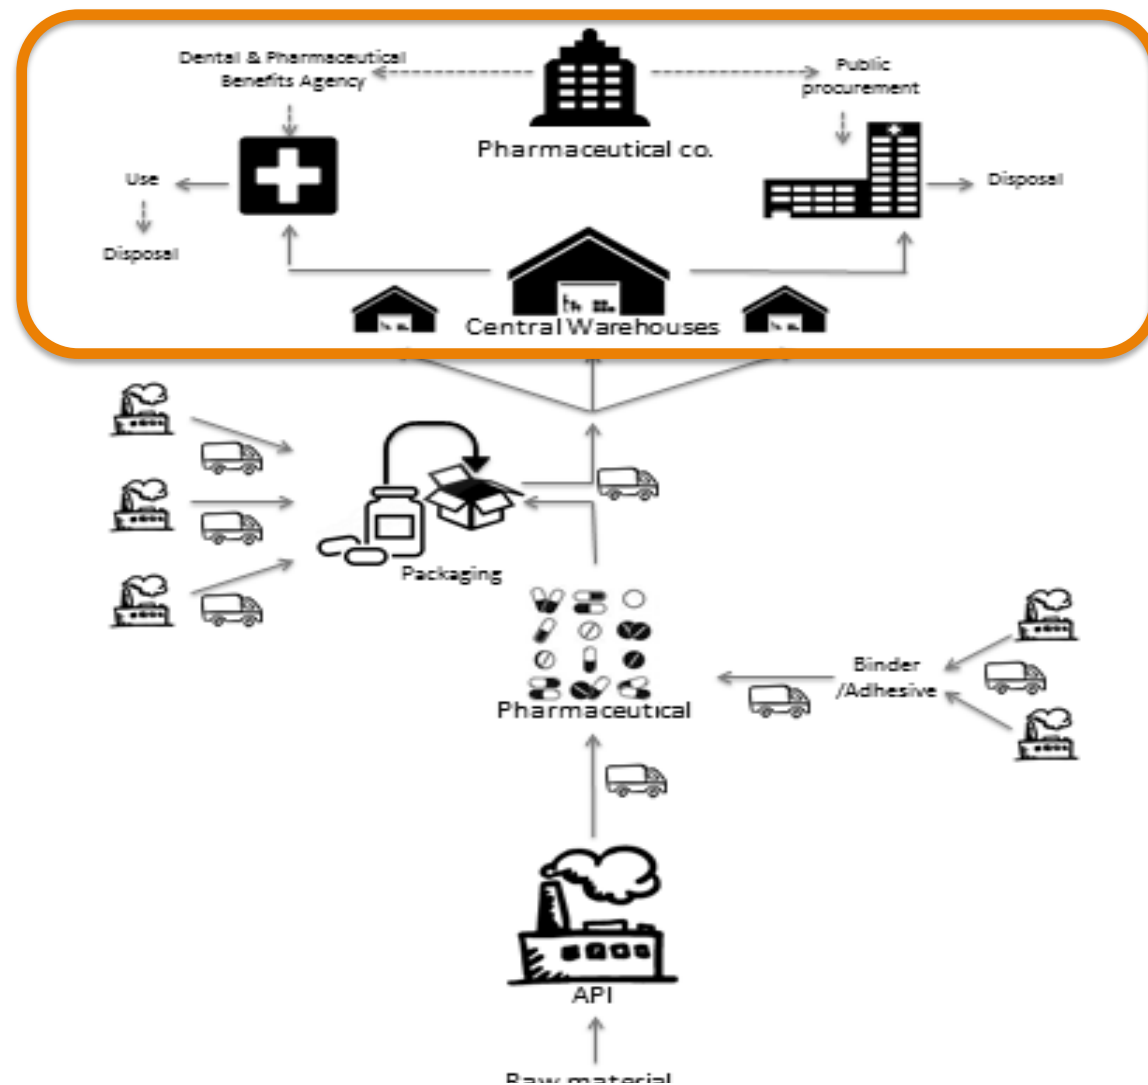 Dental & Pharmaceutical
Benefits Agency
Public
procurement
Pharmaceutical co.
Use
Disposal
Disposal
Central Warehouses
Packaging
Binder
/Adhesive
Pharmaceutical
API
Raw material